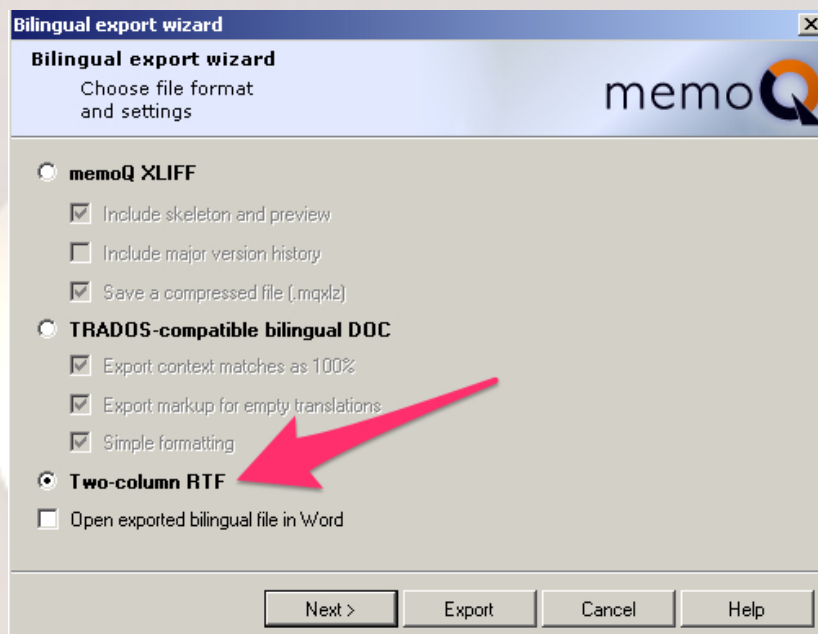 Bilingual export wizard
Bilingual export wizard
Choose file format
and settings
memoQ
memoQ XLIFF
Include skeleton and preview
Include major version history
Save a compressed file (.mqxlz)
TRADOS-compatible bilingual DOC
Export context matches as 100%
Export markup for empty translations
Simple formatting
Two-column RTF
Open exported bilingual file in Word
Next >
Export
Cancel
Help